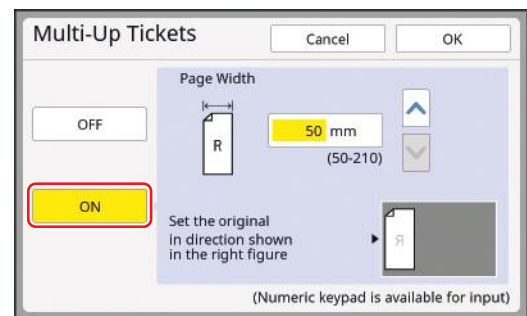 Multi-Up Tickets
Cancel
OK
OFF
ON
Page Width
R
50 mm
(50-210)
Set the original
in direction shown
in the right figure
R
(Numeric keypad is available for input)